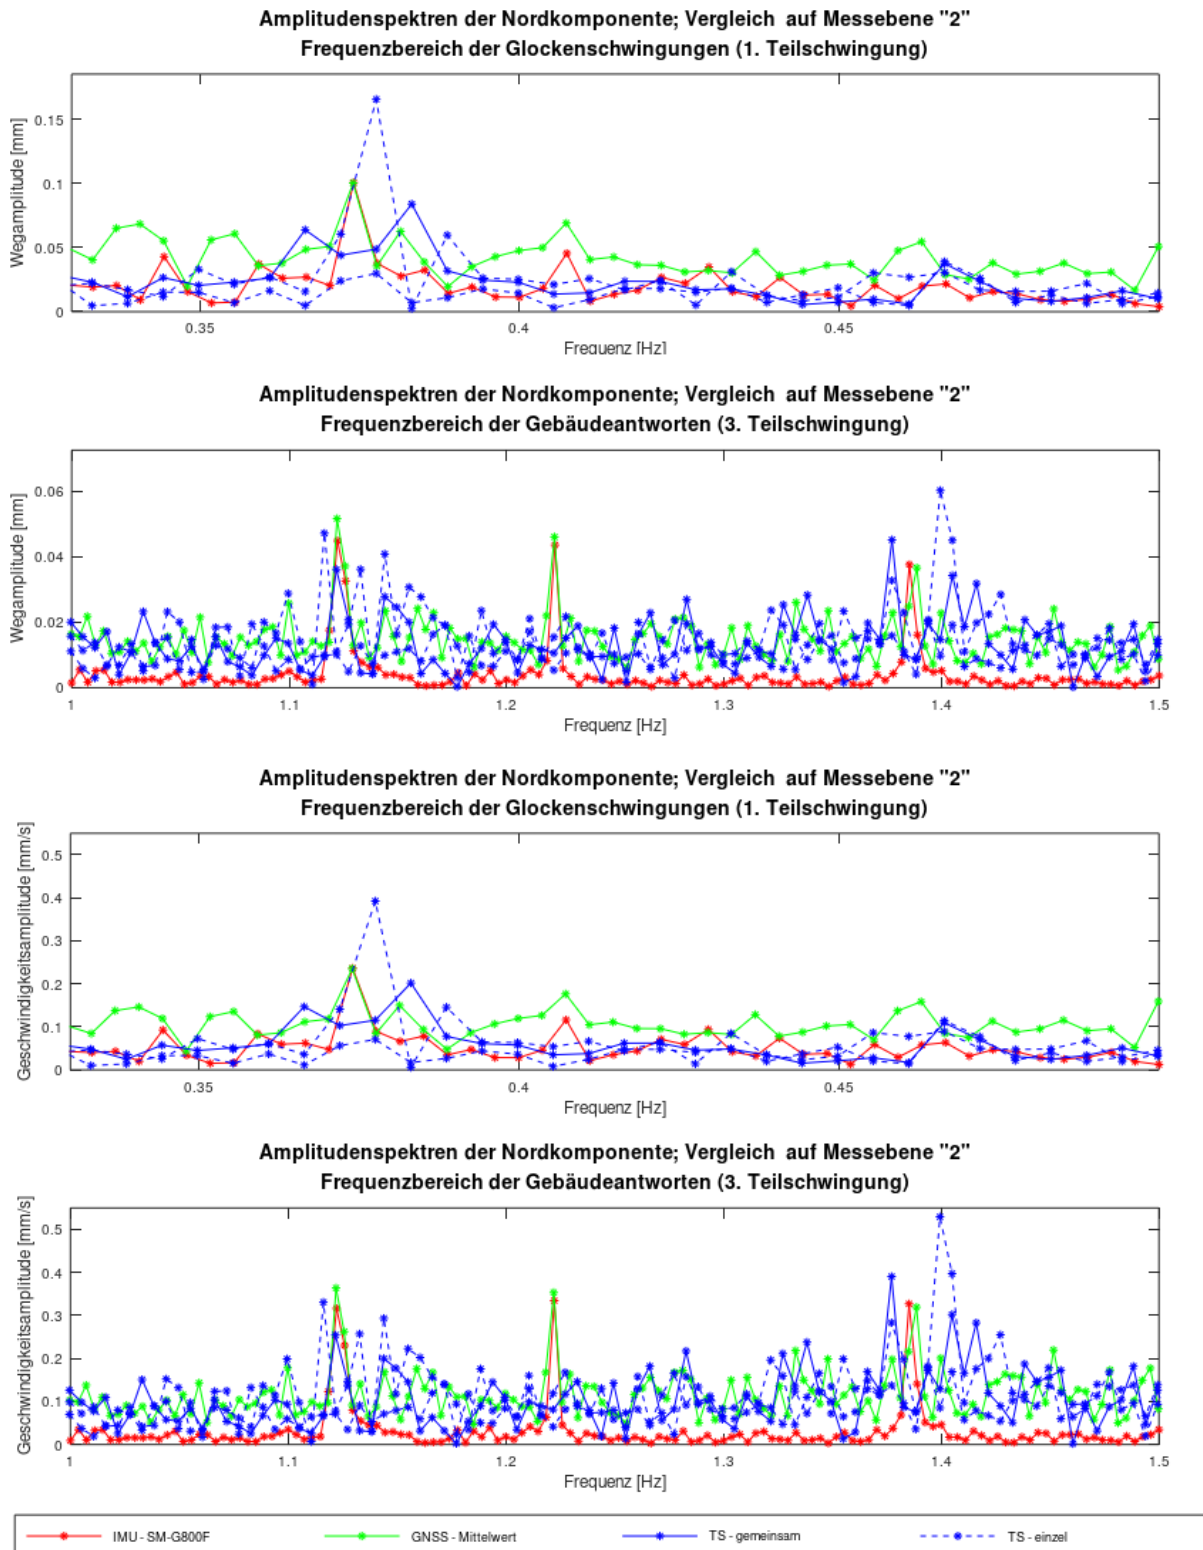 Amplitudenspektren der Nordkomponente; Vergleich auf Messebene "2"
Frequenzbereich der Glockenschwingungen (1. Teilschwingung)
Wegamplitude [mm]
0.15
0.1
0.05
0
0.35
0.4
0.45
Frequenz [Hz]
Amplitudenspektren der Nordkomponente; Vergleich auf Messebene "2"
Frequenzbereich der Gebäudeantworten (3. Teilschwingung)
Wegamplitude [mm]
0.06
0.04
0.02
0
1
1.1
1.2
1.3
1.4
1.5
Frequenz [Hz]
Amplitudenspektren der Nordkomponente; Vergleich auf Messebene "2"
Frequenzbereich der Glockenschwingungen (1. Teilschwingung)
Geschwindigkeitsamplitude [mm/s]
0.5
0.4
0.3
0.2
0.1
0
0.35
0.4
0.45
Frequenz [Hz]
Amplitudenspektren der Nordkomponente; Vergleich auf Messebene "2"
Frequenzbereich der Gebäudeantworten (3. Teilschwingung)
Geschwindigkeitsamplitude [mm/s]
0.5
0.4
0.3
0.2
0.1
0
1
1.1
1.2
1.3
1.4
1.5
Frequenz [Hz]
IMU - SM-G800F
GNSS - Mittelwert
TS - gemeinsam
TS - einzel